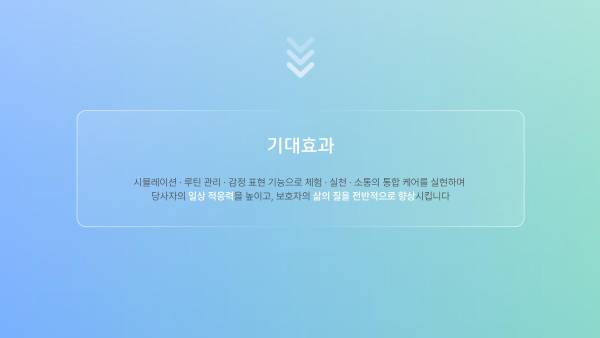 기대효과
시뮬레이션 · 루틴 관리 · 감정 표현 기능으로 체험 · 실천 · 소통의 통합 케어를 실현하며
당사자의 일상 적응력을 높이고, 보호자의 삶의 질을 전반적으로 향상시킵니다